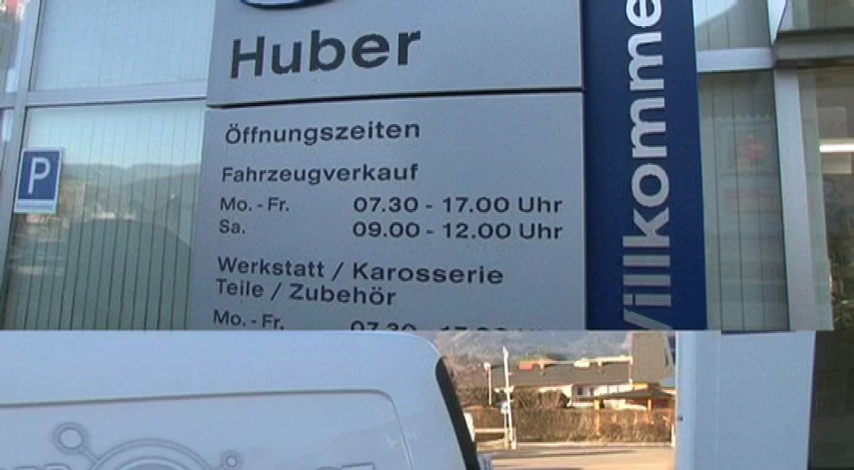 Huber
Öffnungszeiten
Fahrzeugverkauf
Mo. - Fr. 07.30 - 17.00 Uhr
Sa. 09.00 - 12.00 Uhr
Werkstatt / Karosserie
Teile / Zubehör
Mo. - Fr.
P